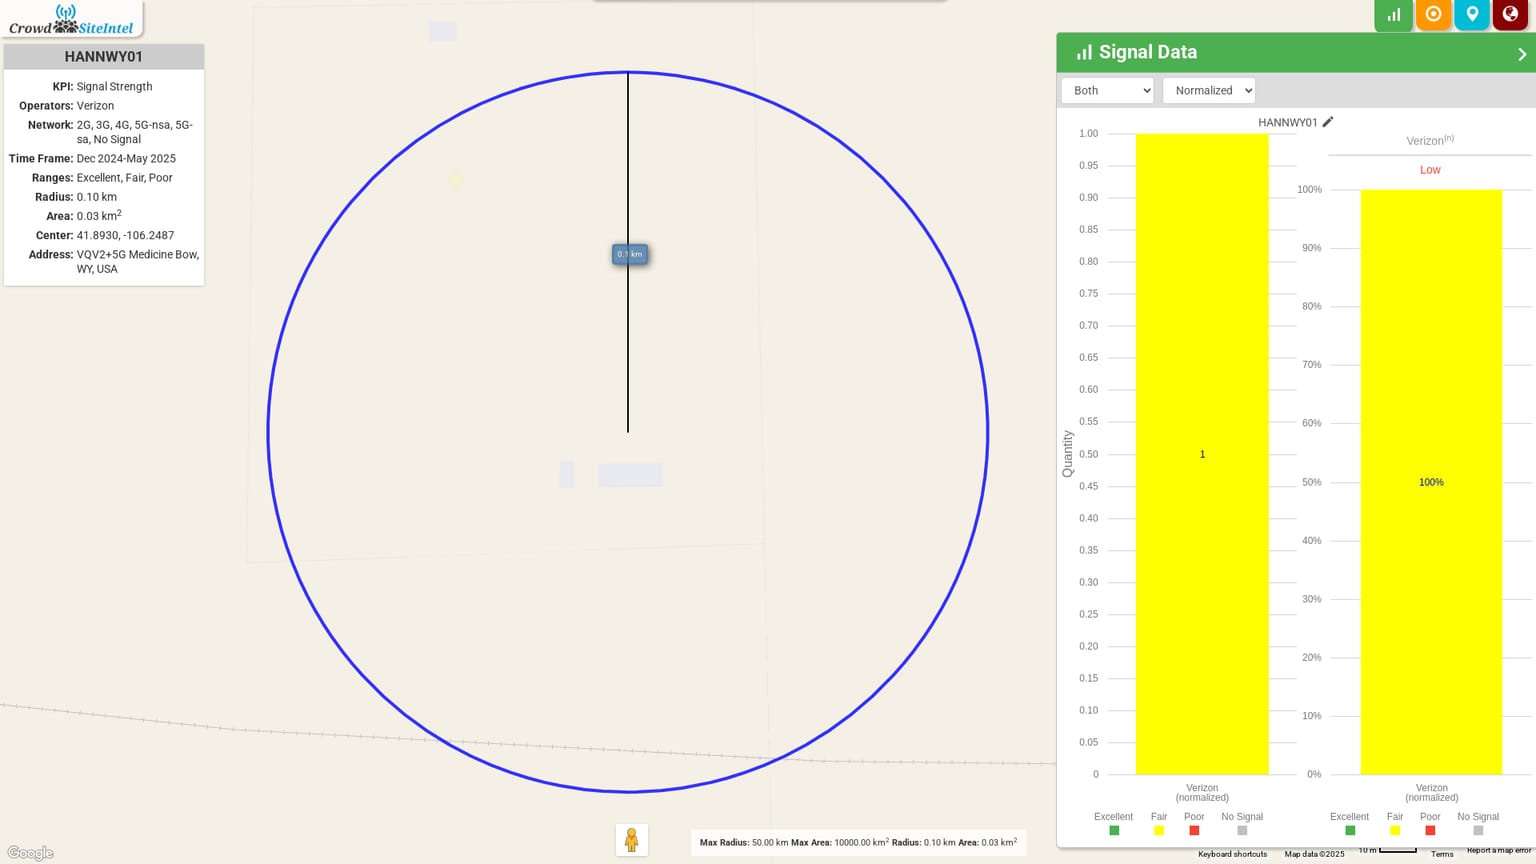 Crowd SiteIntel
HANNWY01
KPI: Signal Strength
Operators: Verizon
Network: 2G, 3G, 4G, 5G-nsa, 5G-
sa, No Signal
Time Frame: Dec 2024-May 2025
Ranges: Excellent, Fair, Poor
Radius: 0.10 km
Area: 0.03 km²
Center: 41.8930, -106.2487
Address: VQV2+5G Medicine Bow,
WY, USA
0.1 km
Google
Max Radius: 50.00 km Max Area: 10000.00 km² Radius: 0.10 km Area: 0.03 km²
Signal Data
Both
Normalized
HANNWY01
Quantity
1.00
0.95
0.90
0.85
0.80
0.75
0.70
0.65
0.60
0.55
0.50
0.45
0.40
0.35
0.30
0.25
0.20
0.15
0.10
0.05
0
1
Verizon
(normalized)
Excellent
Fair
Poor
No Signal
Verizon(n)
Low
100%
90%
80%
70%
60%
50%
40%
30%
20%
10%
0%
100%
Verizon
(normalized)
Excellent
Fair
Poor
No Signal
Keyboard shortcuts
Map data ©2025
10 m
Terms
Report a map error